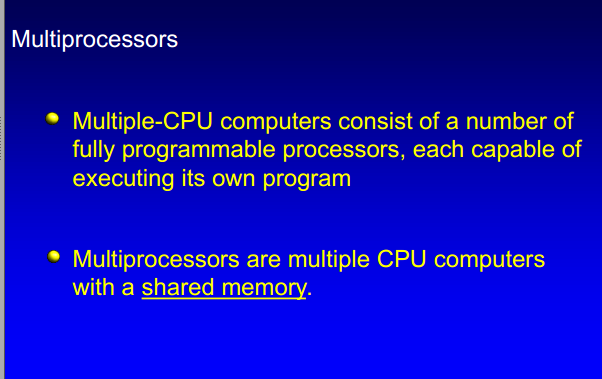 Multiprocessors
Multiple-CPU computers consist of a number of
fully programmable processors, each capable of
executing its own program
Multiprocessors are multiple CPU computers
with a shared memory.